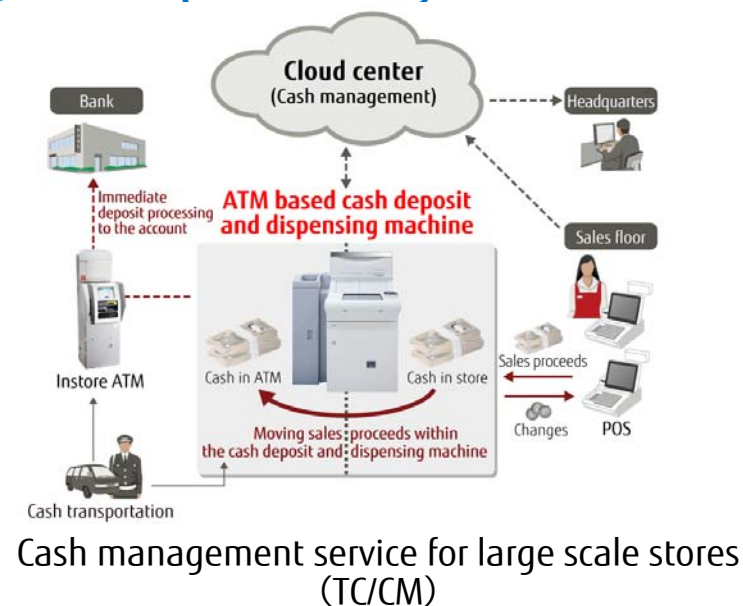 Cloud center
(Cash management)
Bank
Headquarters
Immediate
deposit processing
to the account
ATM based cash deposit
and dispensing machine
Sales floor
Instore ATM
Cash in ATM
Cash in store
Sales proceeds
Changes
POS
Moving sales proceeds within
the cash deposit and dispensing machine
Cash transportation
Cash management service for large scale stores
(TC/CM)